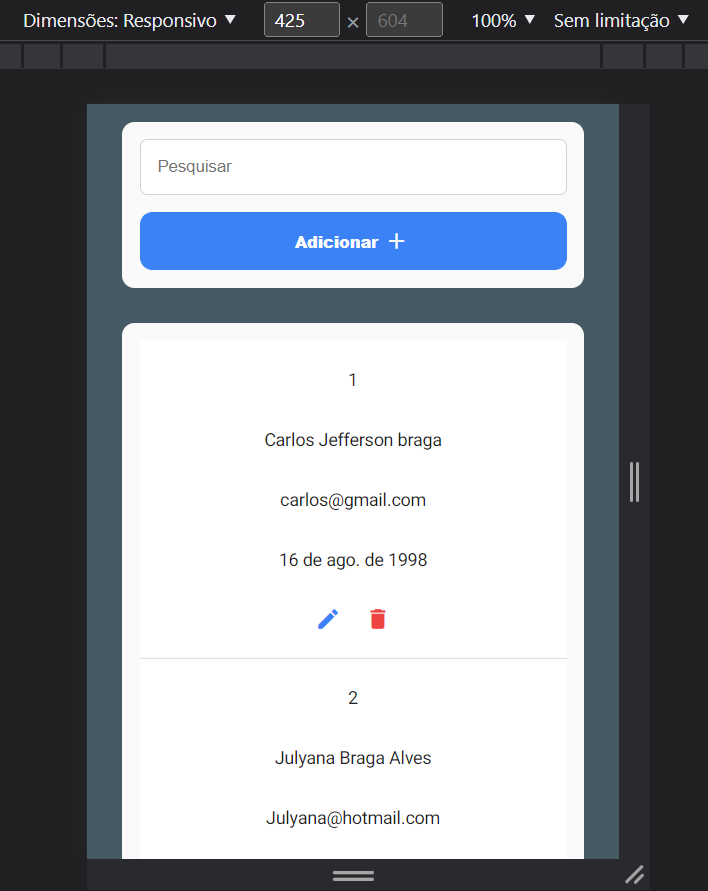 Dimensões: Responsivo ▼ 425 × 604 100% ▼ Sem limitação ▼
Pesquisar
Adicionar +
1
Carlos Jefferson braga
carlos@gmail.com
16 de ago. de 1998
2
Julyana Braga Alves
Julyana@hotmail.com